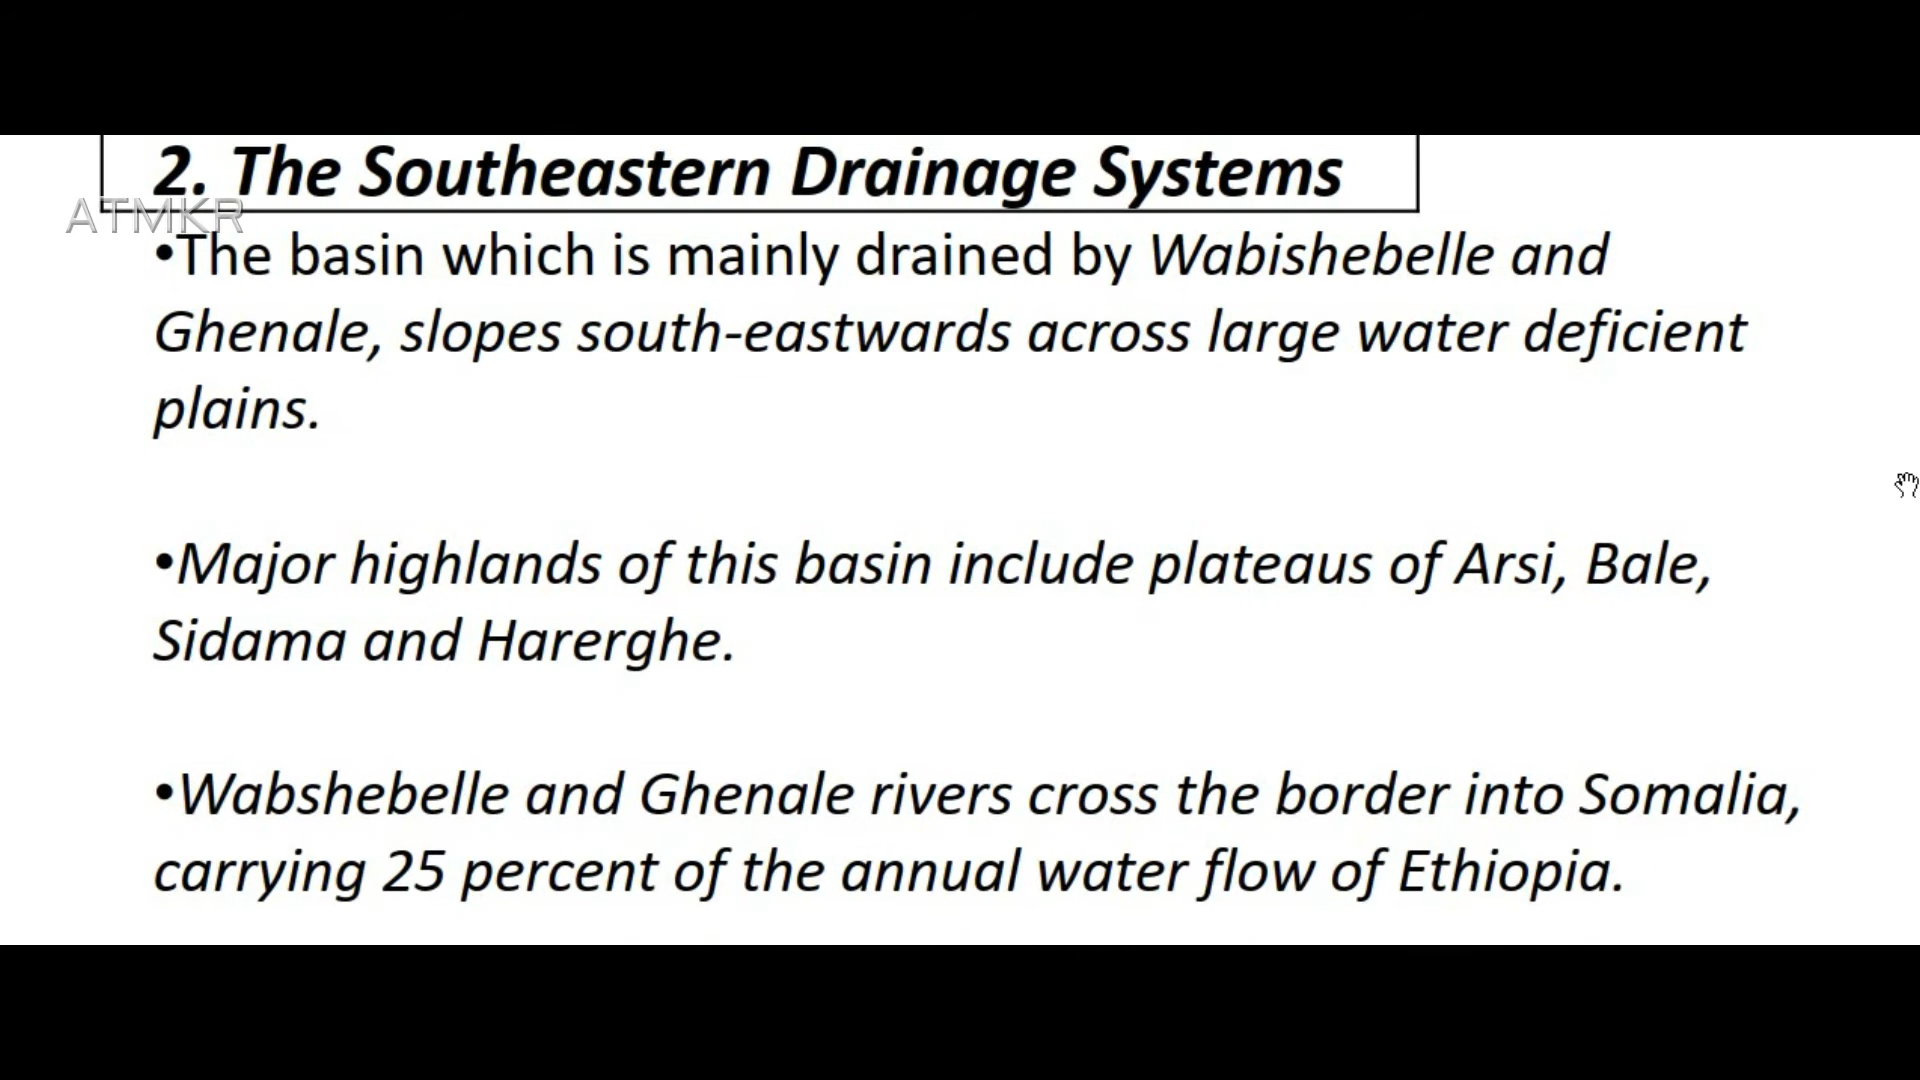 2. The Southeastern Drainage Systems
ATMKR
•The basin which is mainly drained by Wabishebelle and
Ghenale, slopes south-eastwards across large water deficient
plains.
•Major highlands of this basin include plateaus of Arsi, Bale,
Sidama and Harerghe.
•Wabshebelle and Ghenale rivers cross the border into Somalia,
carrying 25 percent of the annual water flow of Ethiopia.